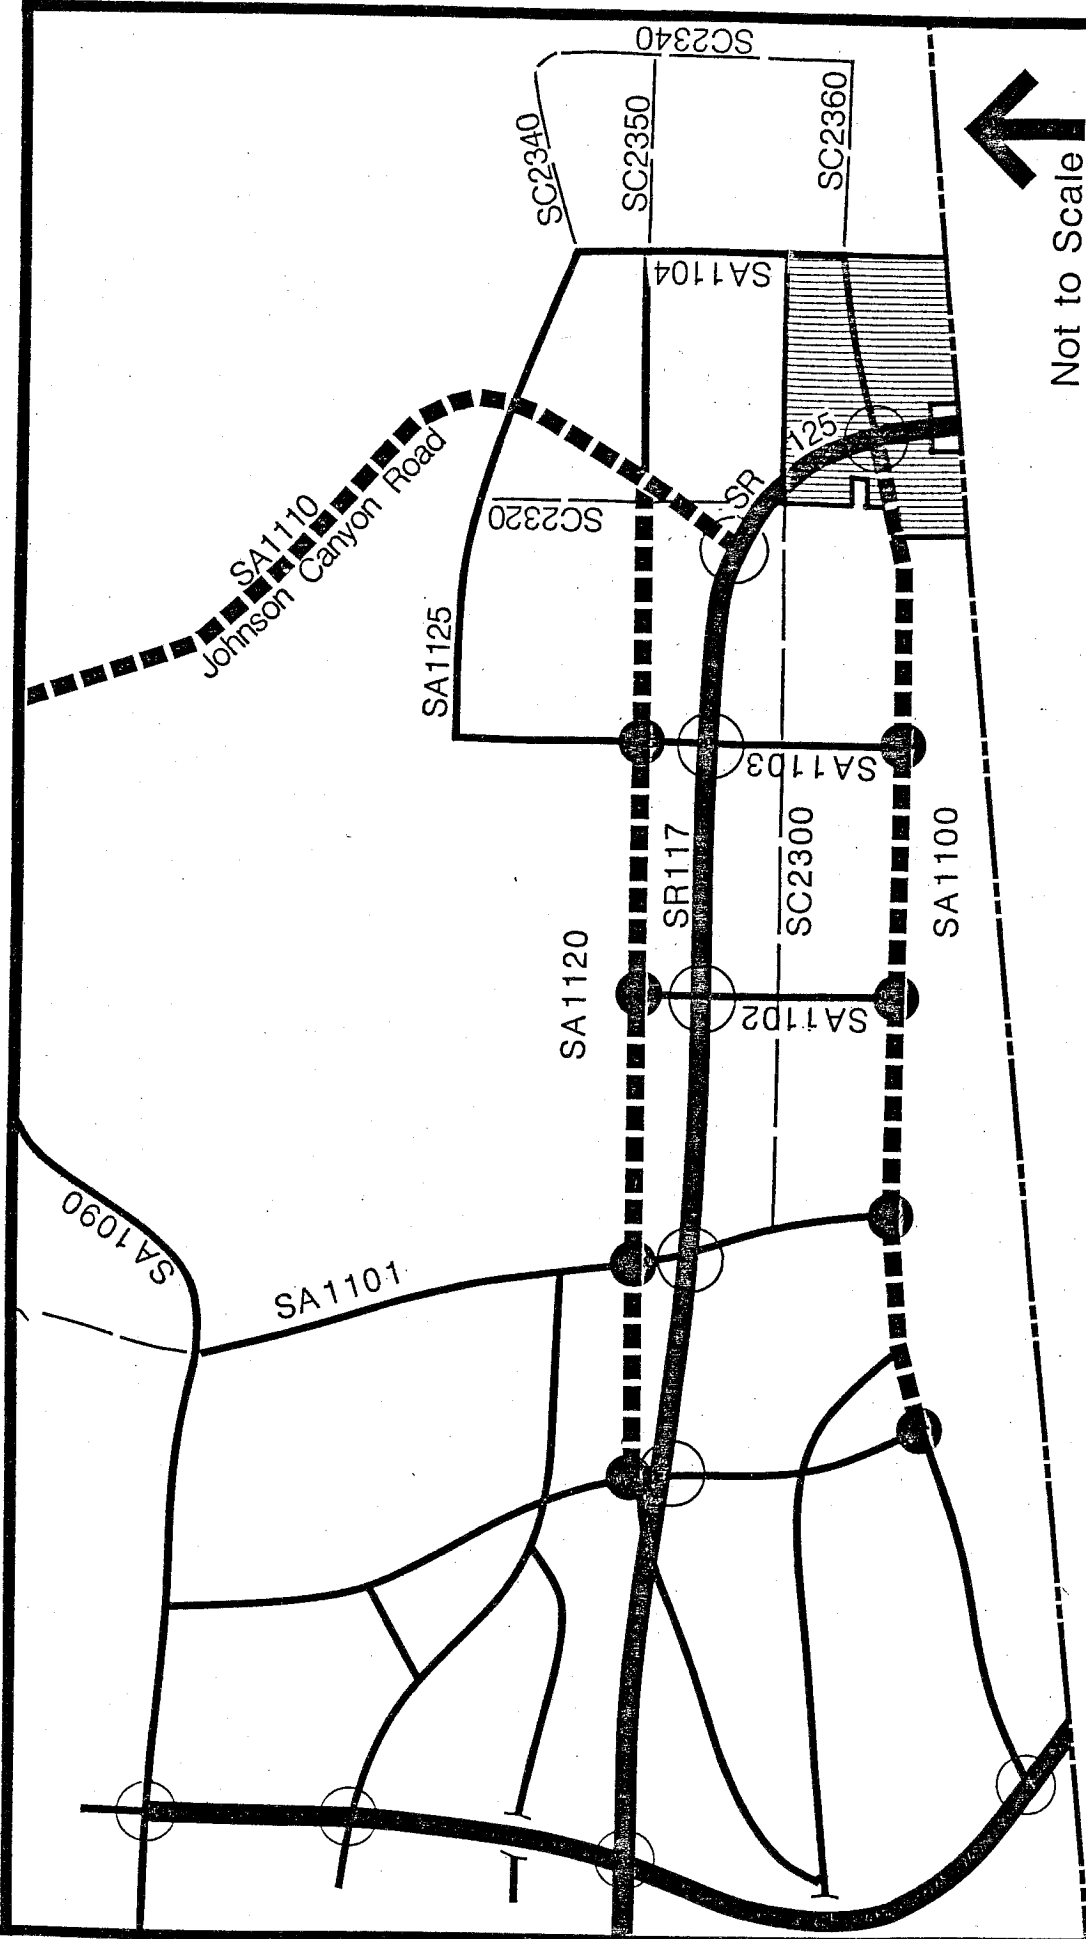 SC2340
SC2340
SC2350
SC2360
Not to Scale
SA1104
SR 125
SA1110
Johnson Canyon Road
SC2320
SA1125
SA1103
SR117
SC2300
SA1100
SA1120
SA1102
SA1090
SA1101